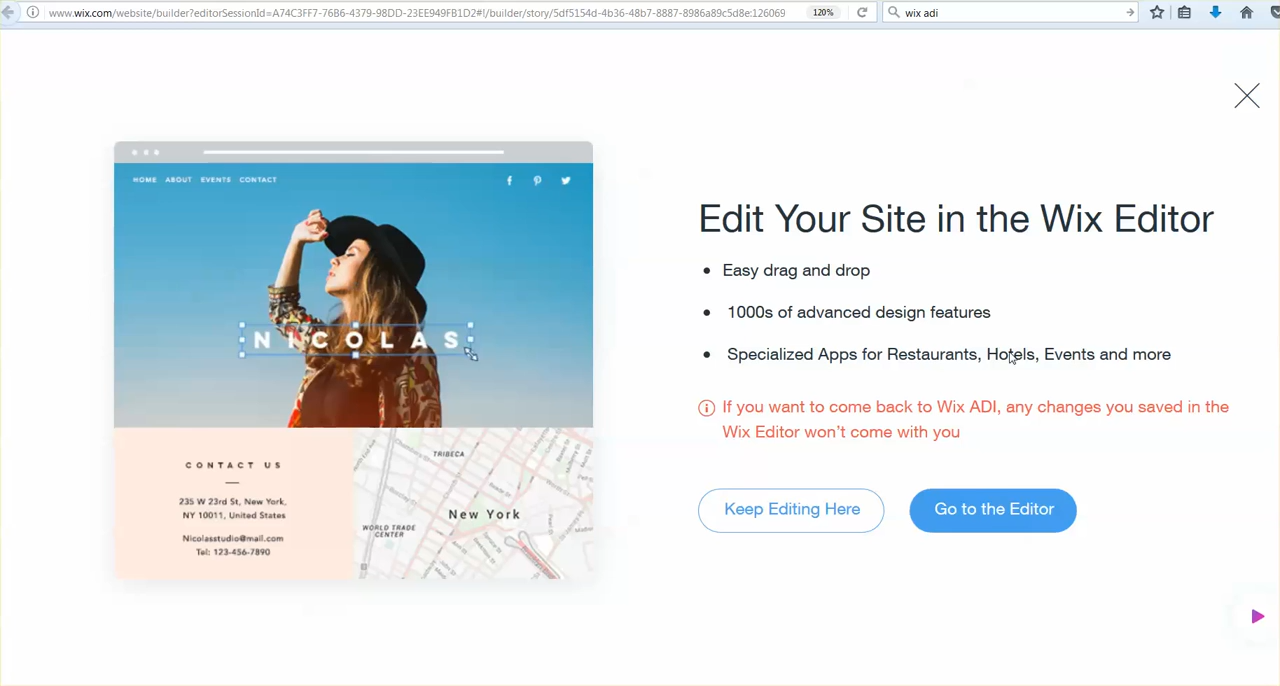 www.wix.com/website/builder?editorSessionId=A74C3FF7-76B6-4379-98DD-23EE949FB1D2#!/builder/story/5df5154d-4b36-48b7-8887-8986a89c5d8e:126069
120%
wix adi
HOME ABOUT EVENTS CONTACT
NICOLAS
CONTACT US
235 W 23rd St, New York,
NY 10011, United States
Nicolasstudio@mail.com
Tel: 123-456-7890
TRIBECA
New York
WORLD TRADE
CENTER
Edit Your Site in the Wix Editor
• Easy drag and drop
• 1000s of advanced design features
• Specialized Apps for Restaurants, Hotels, Events and more
If you want to come back to Wix ADI, any changes you saved in the
Wix Editor won't come with you
Keep Editing Here
Go to the Editor